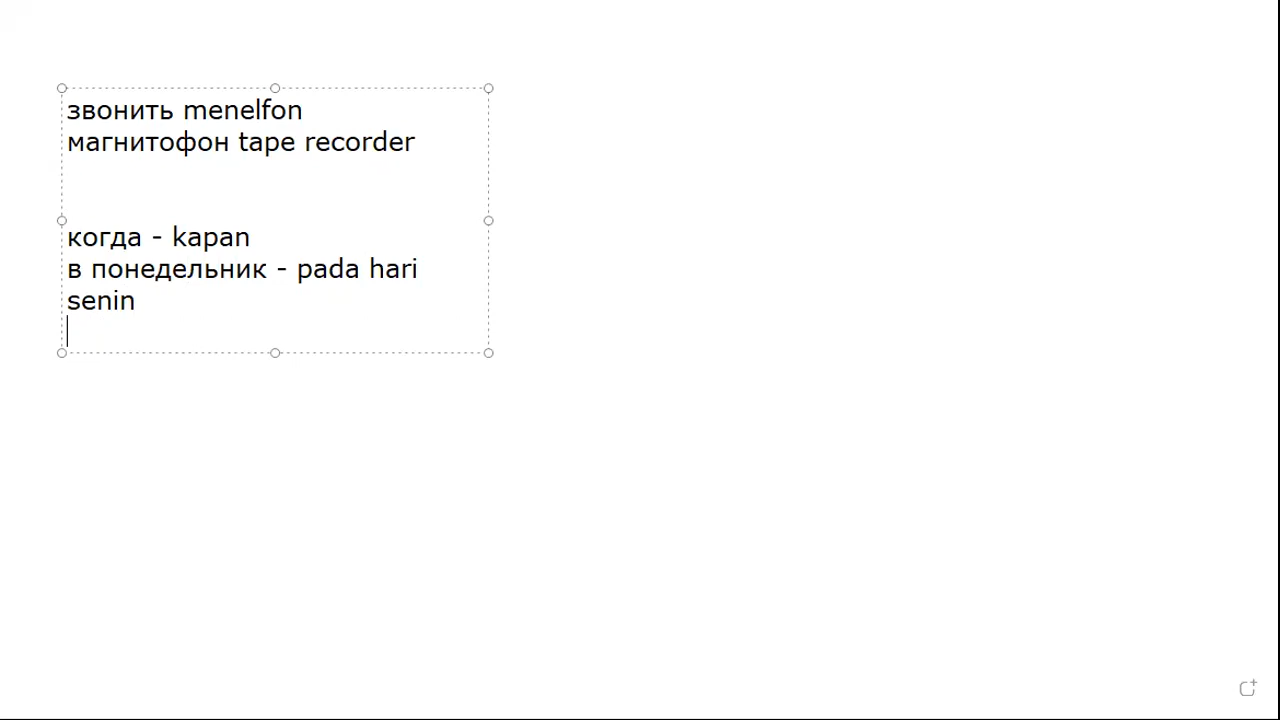 звонить menelfon
магнитофон tape recorder
когда - kapan
в понедельник - pada hari
senin